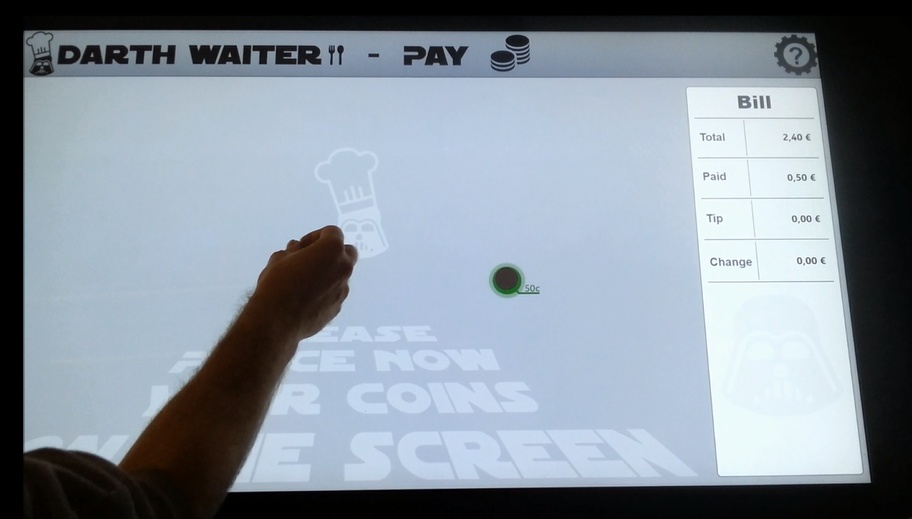 DARTH WAITER - PAY
?
Bill
Total 2,40 €
Paid 0,50 €
Tip 0,00 €
Change 0,00 €
50c
NOW
COINS
SCREEN